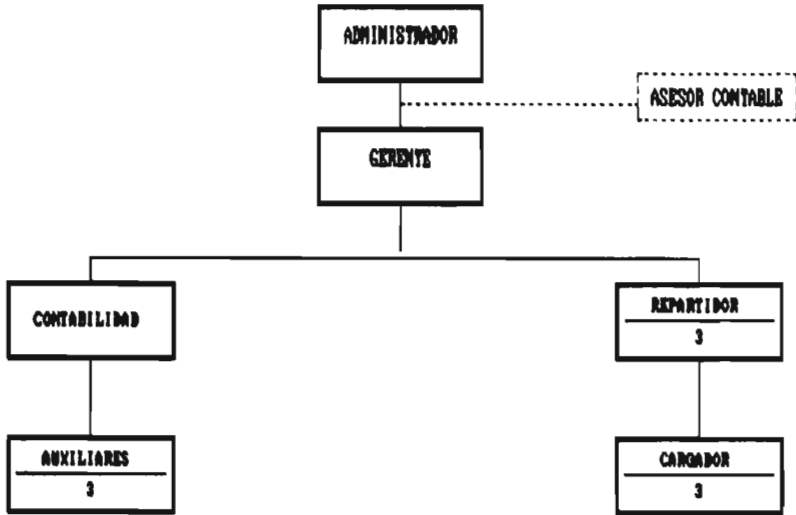 ADMINISTRADOR
ASESOR CONTABLE
GERENTE
CONTABILIDAD
REPARTIDOR
3
AUXILIARES
3
CARGADOR
3